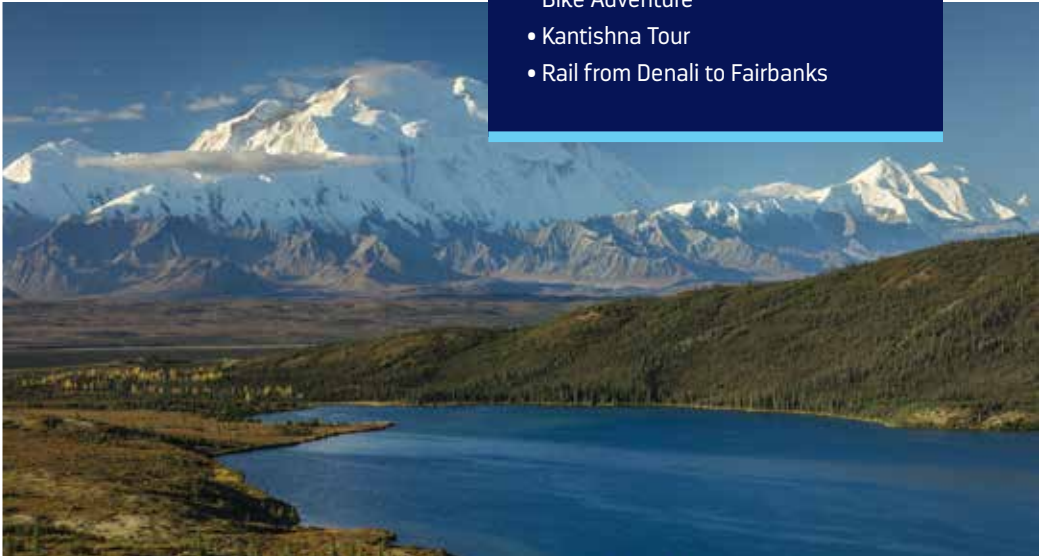 Bike Adventure
• Kantishna Tour
• Rail from Denali to Fairbanks